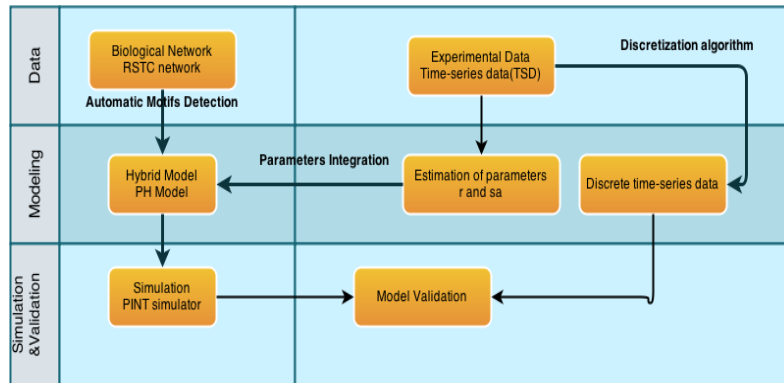 Data
Biological Network
RSTC network
Experimental Data
Time-series data(TSD)
Discretization algorithm
Automatic Motifs Detection
Modeling
Hybrid Model
PH Model
Parameters Integration
Estimation of parameters
r and sa
Discrete time-series data
Simulation
&Validation
Simulation
PINT simulator
Model Validation